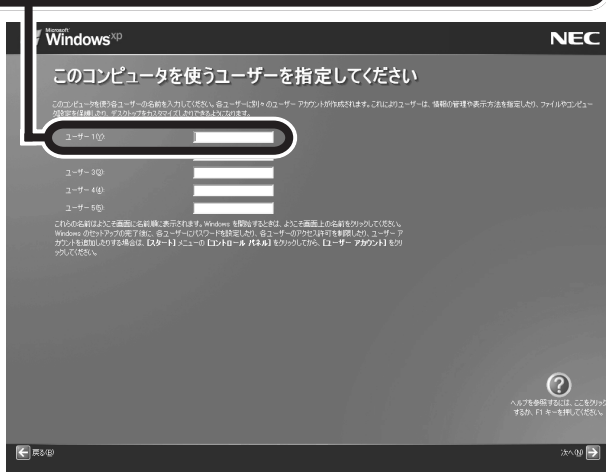 Microsoft
Windows xp
NEC
このコンピュータを使うユーザーを指定してください
このコンピュータを使う各ユーザーの名前を入力してください。各ユーザーに別々のユーザー アカウントが作成されます。これによりユーザーは、情報の管理や表示方法を指定したり、ファイルやコンピュー
タ設定を保護したり、デスクトップをカスタマイズしたりできるようになります。
ユーザー 1(Y):
ユーザー 3(3):
ユーザー 4(4):
ユーザー 5(5):
これらの名前はようこそ画面に名前順に表示されます。Windows を開始するときは、ようこそ画面上の名前をクリックしてください。
Windows のセットアップの完了後に、各ユーザーにパスワードを設定したり、各ユーザーのアクセス許可を制限したり、ユーザー ア
カウントを追加したりする場合は、[スタート] メニューの [コントロール パネル] をクリックしてから、[ユーザー アカウント] をクリ
ックしてください。
?
ヘルプを参照するには、ここをクリック
するか、F1 キーを押してください。
戻る(B)
次へ(N)